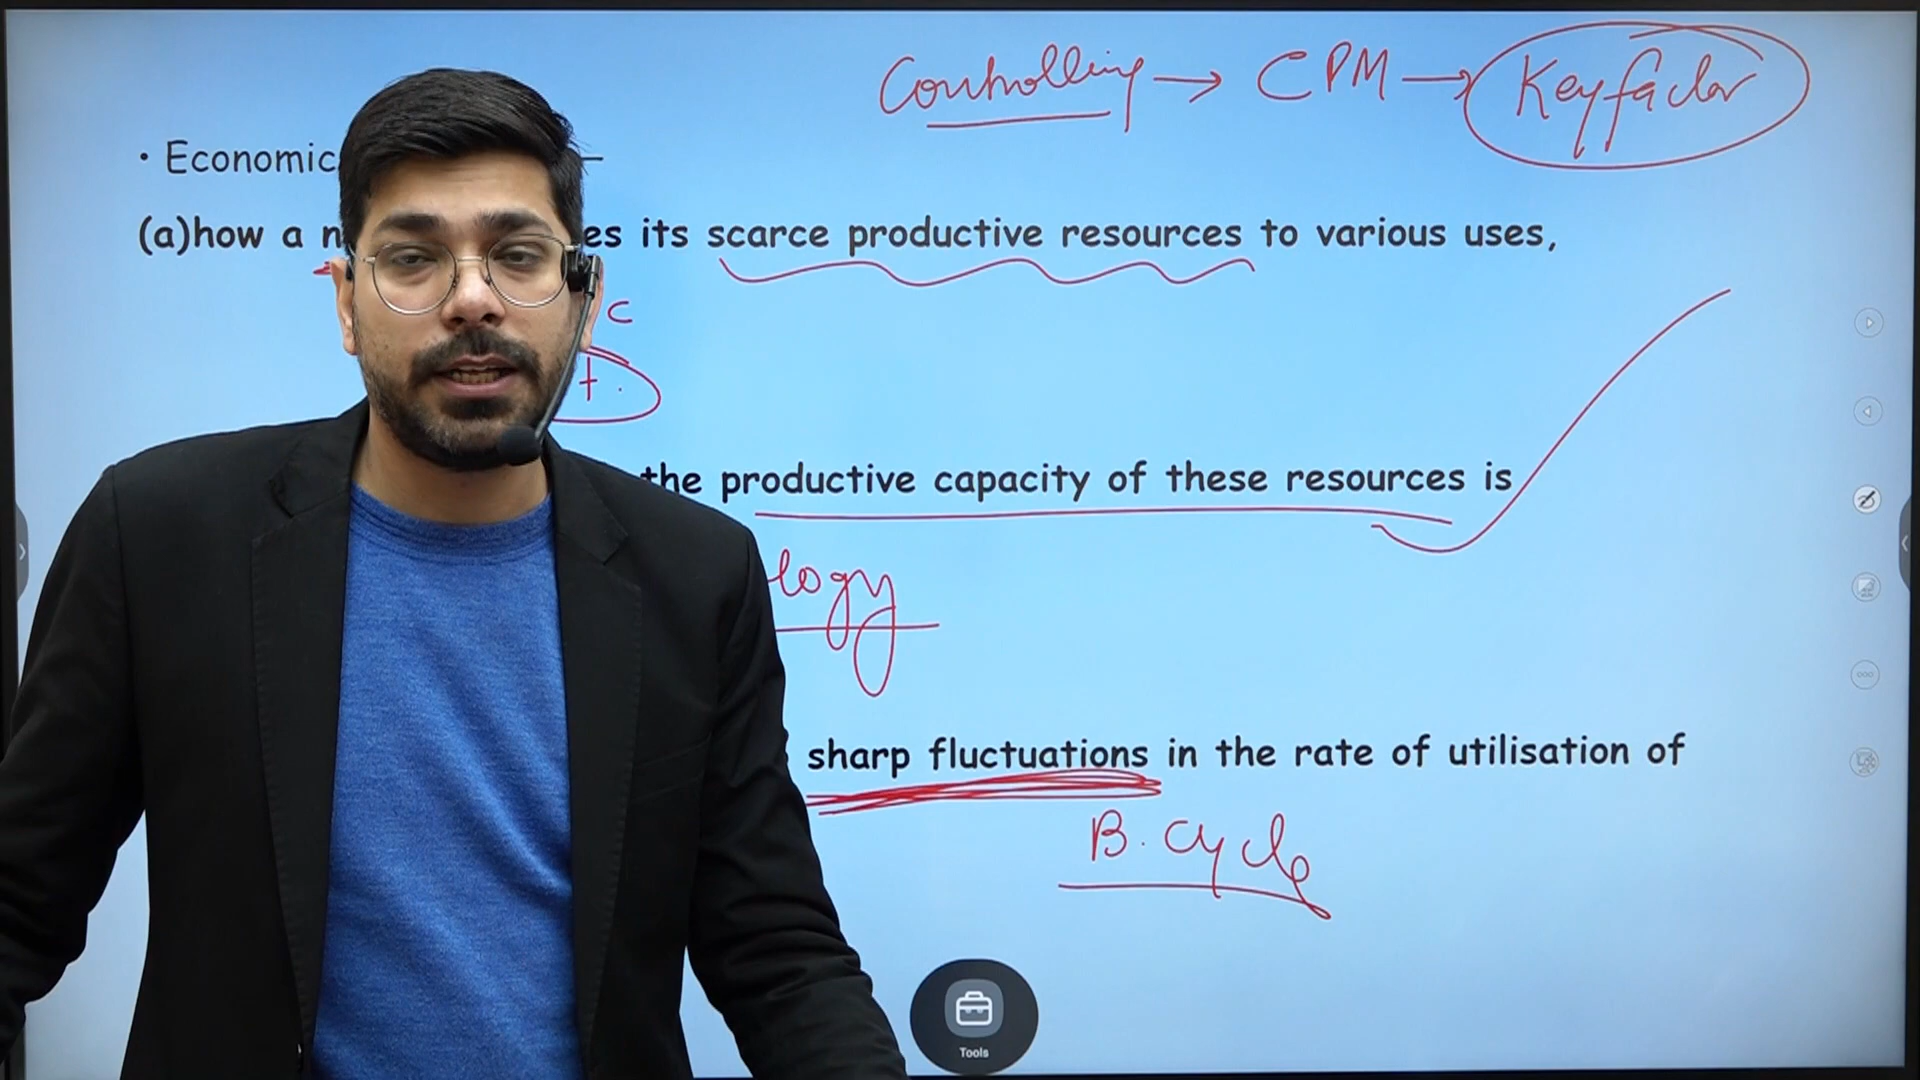 Controlling → CPM → Keyfactor
• Economic
(a)how a n es its scarce productive resources to various uses,
C
t.
the productive capacity of these resources is
logy
sharp fluctuations in the rate of utilisation of
B. Cycle
Tools